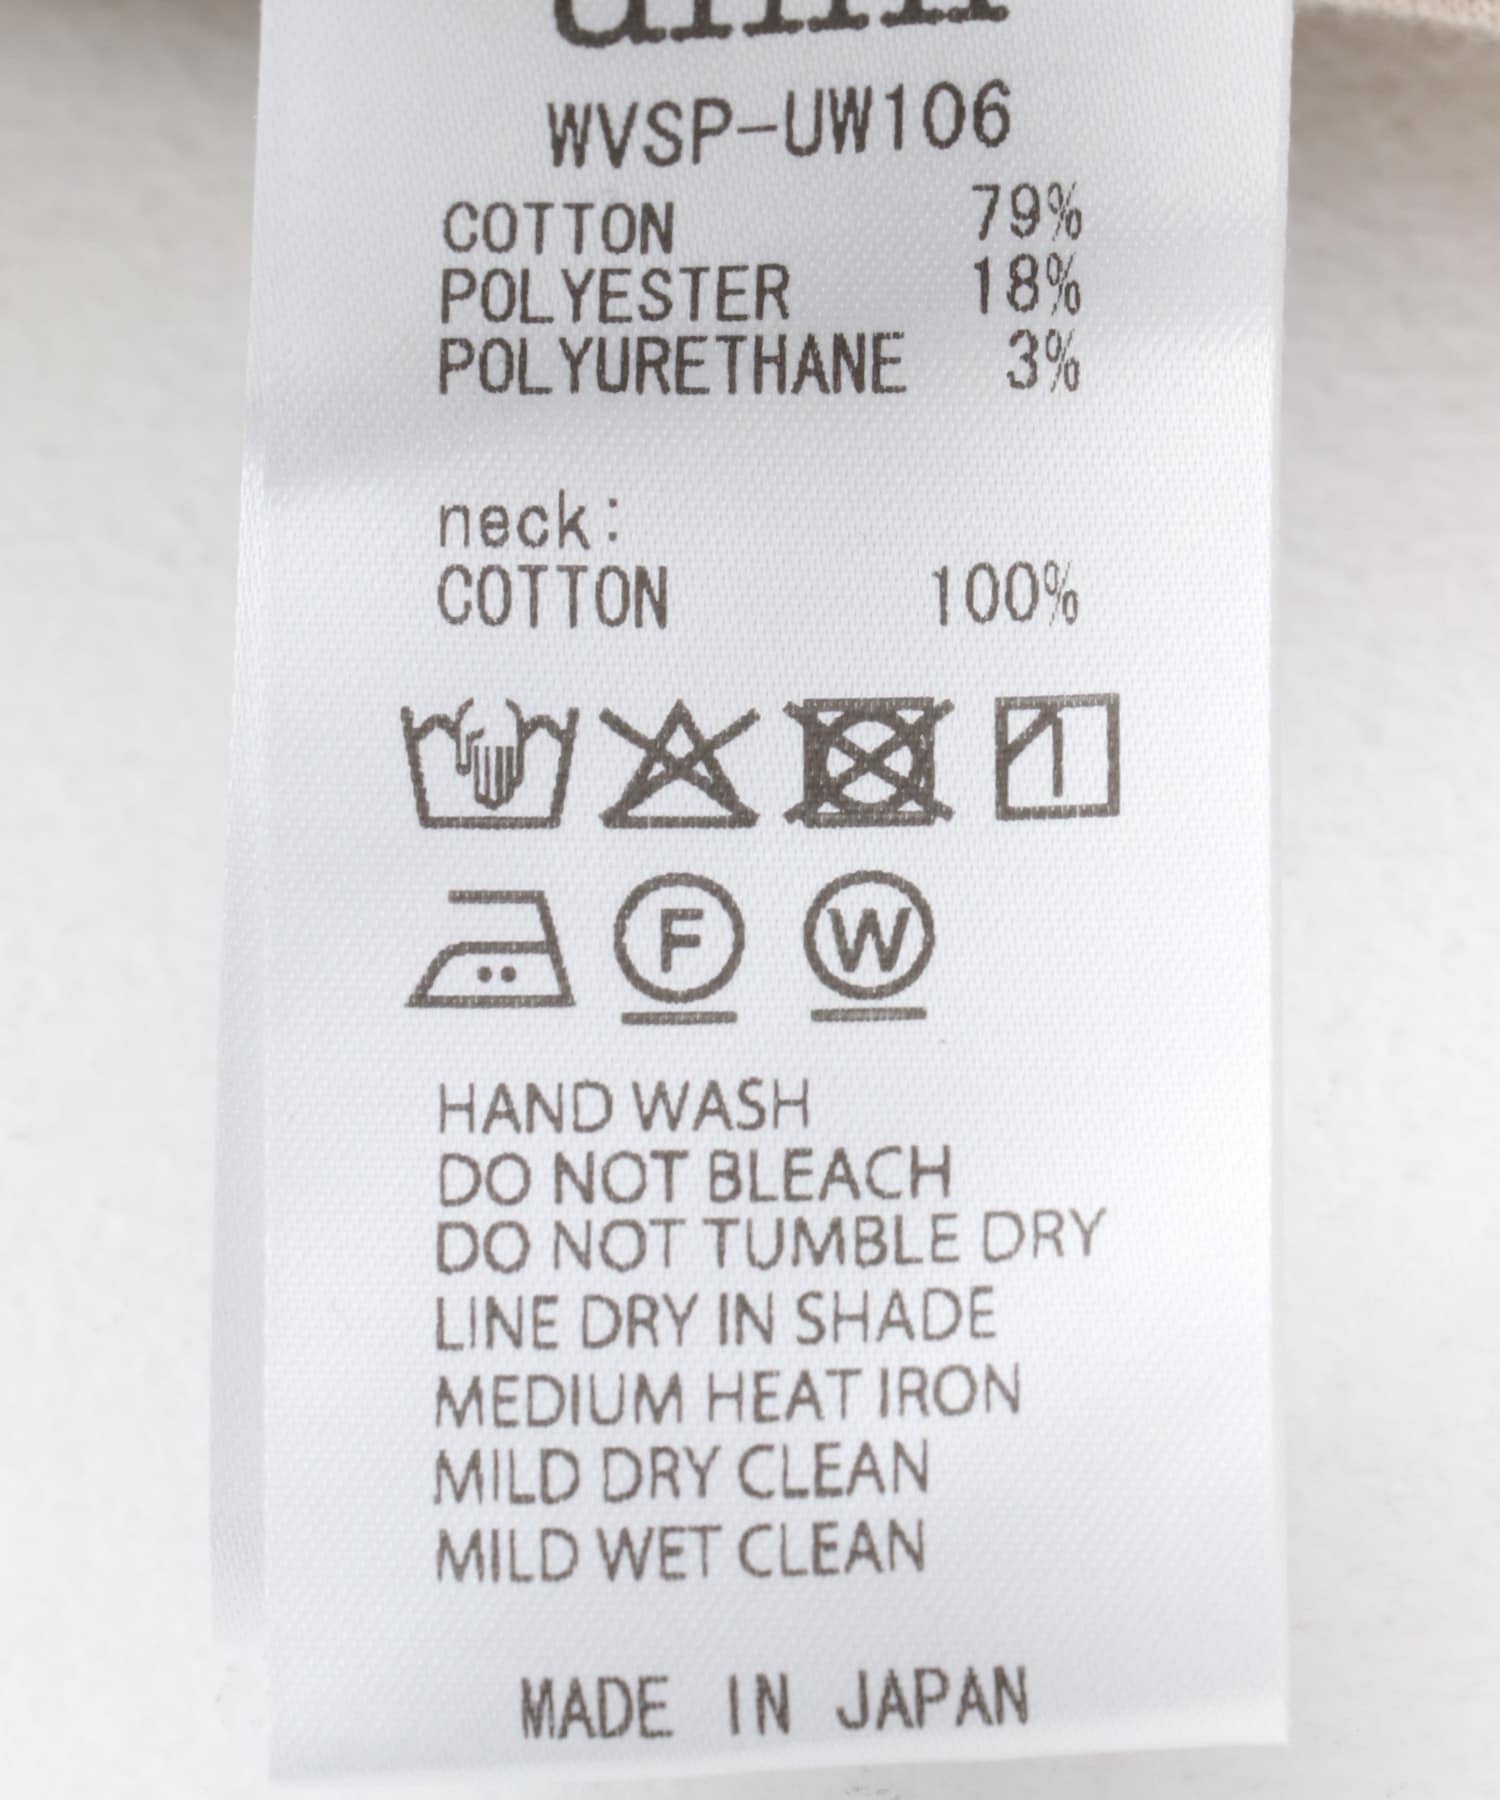 WVSP-UW106
COTTON 79%
POLYESTER 18%
POLYURETHANE 3%
neck:
COTTON 100%
F W
HAND WASH
DO NOT BLEACH
DO NOT TUMBLE DRY
LINE DRY IN SHADE
MEDIUM HEAT IRON
MILD DRY CLEAN
MILD WET CLEAN
MADE IN JAPAN